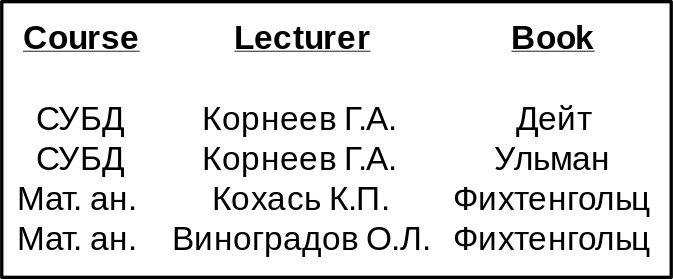 Course Lecturer Book
СУБД Корнеев Г.А. Дейт
СУБД Корнеев Г.А. Ульман
Мат. ан. Кохась К.П. Фихтенгольц
Мат. ан. Виноградов О.Л. Фихтенгольц